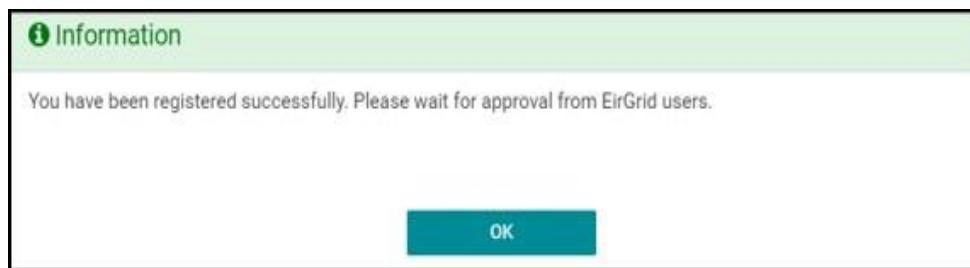 Information
You have been registered successfully. Please wait for approval from EirGrid users.
OK